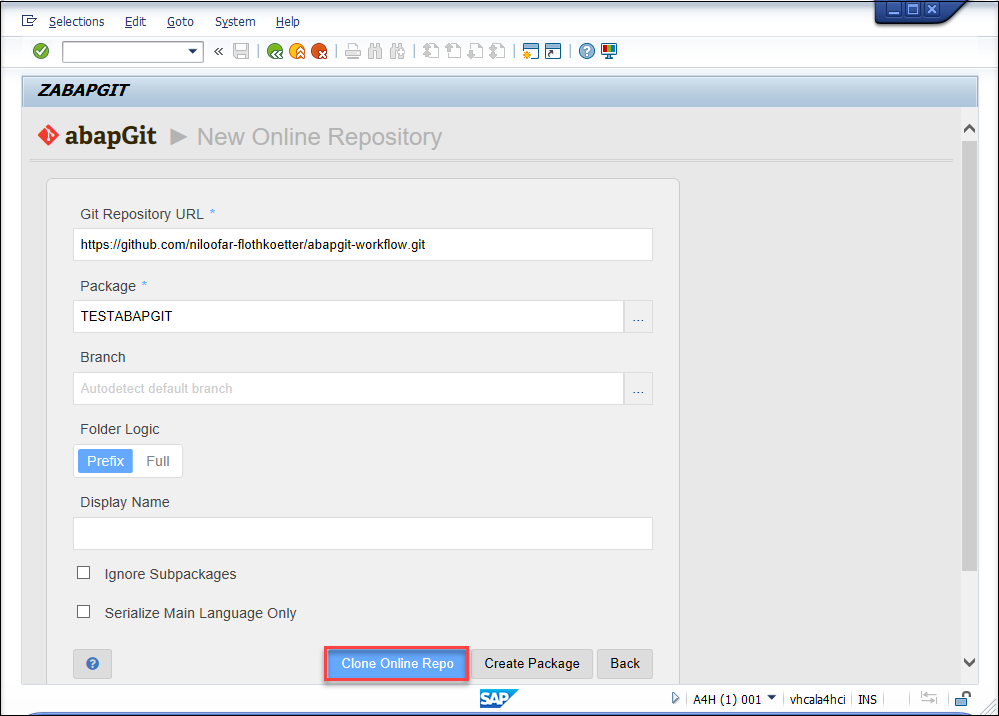 Selections Edit Goto System Help
«
ZABAPGIT
abapGit ▶ New Online Repository
Git Repository URL *
https://github.com/niloofar-flothkoetter/abapgit-workflow.git
Package *
TESTABAPGIT ...
Branch
Autodetect default branch ...
Folder Logic
Prefix Full
Display Name
Ignore Subpackages
Serialize Main Language Only
? Clone Online Repo Create Package Back
SAP A4H (1) 001 vhcala4hci INS